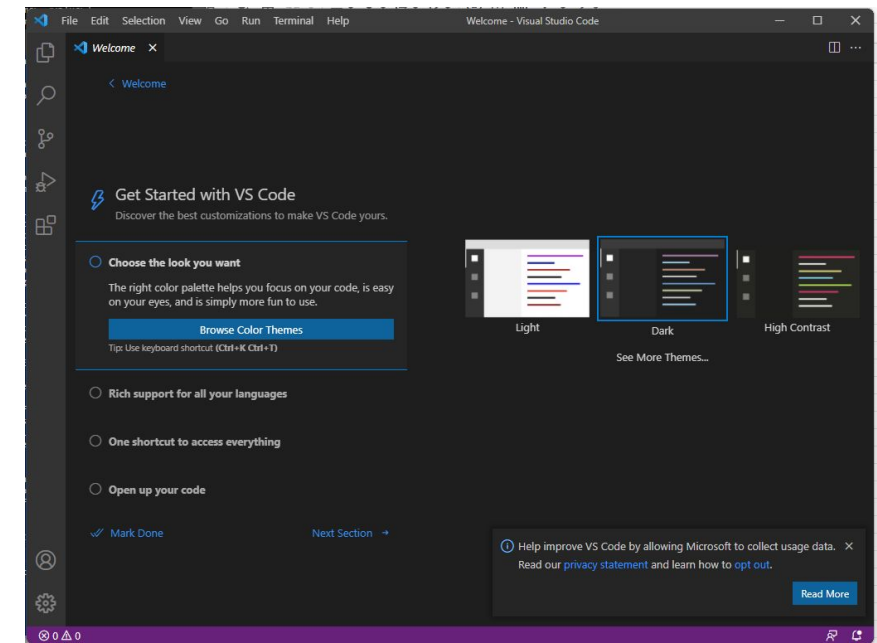 File Edit Selection View Go Run Terminal Help Welcome - Visual Studio Code
Welcome
Welcome
Get Started with VS Code
Discover the best customizations to make VS Code yours.
Choose the look you want
The right color palette helps you focus on your code, is easy
on your eyes, and is simply more fun to use.
Browse Color Themes
Tip: Use keyboard shortcut (Ctrl+K Ctrl+T)
Light
Dark
High Contrast
See More Themes...
Rich support for all your languages
One shortcut to access everything
Open up your code
Mark Done
Next Section →
Help improve VS Code by allowing Microsoft to collect usage data.
Read our privacy statement and learn how to opt out.
Read More
0 0